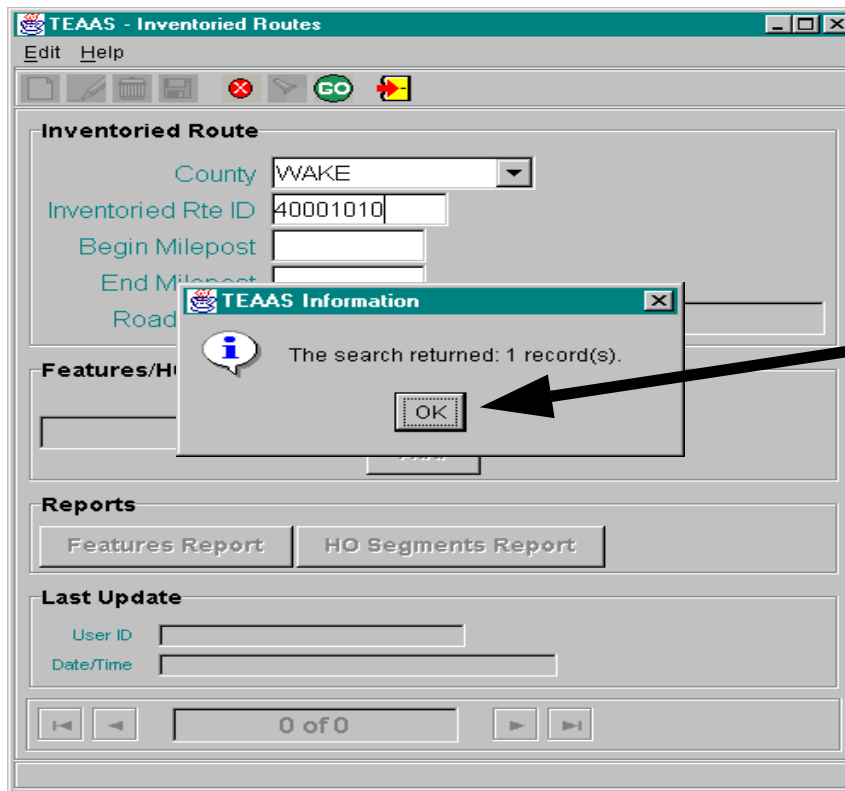 TEAAS - Inventoried Routes
Edit Help
GO
Inventoried Route
County WAKE
Inventoried Rte ID 40001010
Begin Milepost
End Milepost
Road
TEAAS Information
The search returned: 1 record(s).
OK
Features/H
Reports
Features Report HO Segments Report
Last Update
User ID
Date/Time
0 of 0